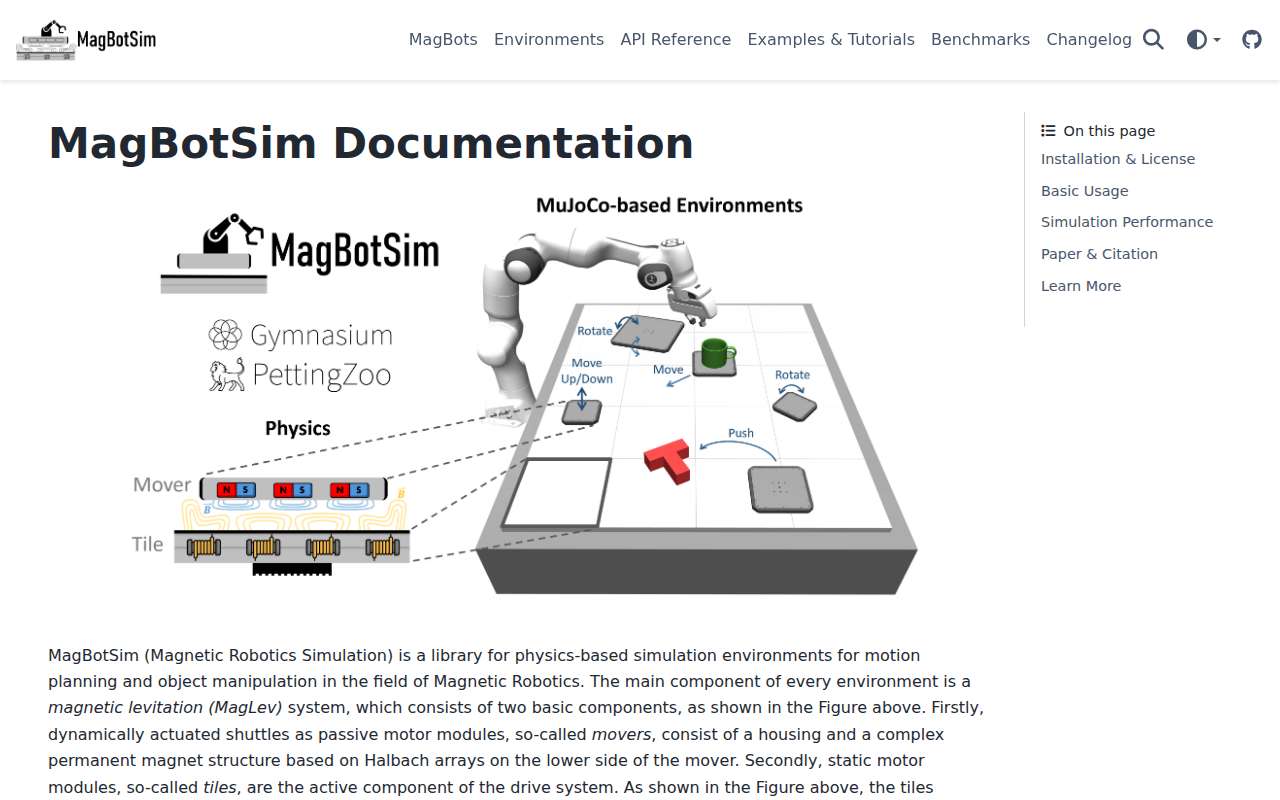 MagBotSim
MagBots Environments API Reference Examples & Tutorials Benchmarks Changelog
MagBotSim Documentation
On this page
Installation & License
Basic Usage
Simulation Performance
Paper & Citation
Learn More
MagBotSim
Gymnasium
PettingZoo
Physics
Mover
N S N S N S
B
B
Tile
MuJoCo-based Environments
Rotate
Move
Up/Down
Move
Rotate
Push
MagBotSim (Magnetic Robotics Simulation) is a library for physics-based simulation environments for motion
planning and object manipulation in the field of Magnetic Robotics. The main component of every environment is a
magnetic levitation (MagLev) system, which consists of two basic components, as shown in the Figure above. Firstly,
dynamically actuated shuttles as passive motor modules, so-called movers, consist of a housing and a complex
permanent magnet structure based on Halbach arrays on the lower side of the mover. Secondly, static motor
modules, so-called tiles, are the active component of the drive system. As shown in the Figure above, the tiles